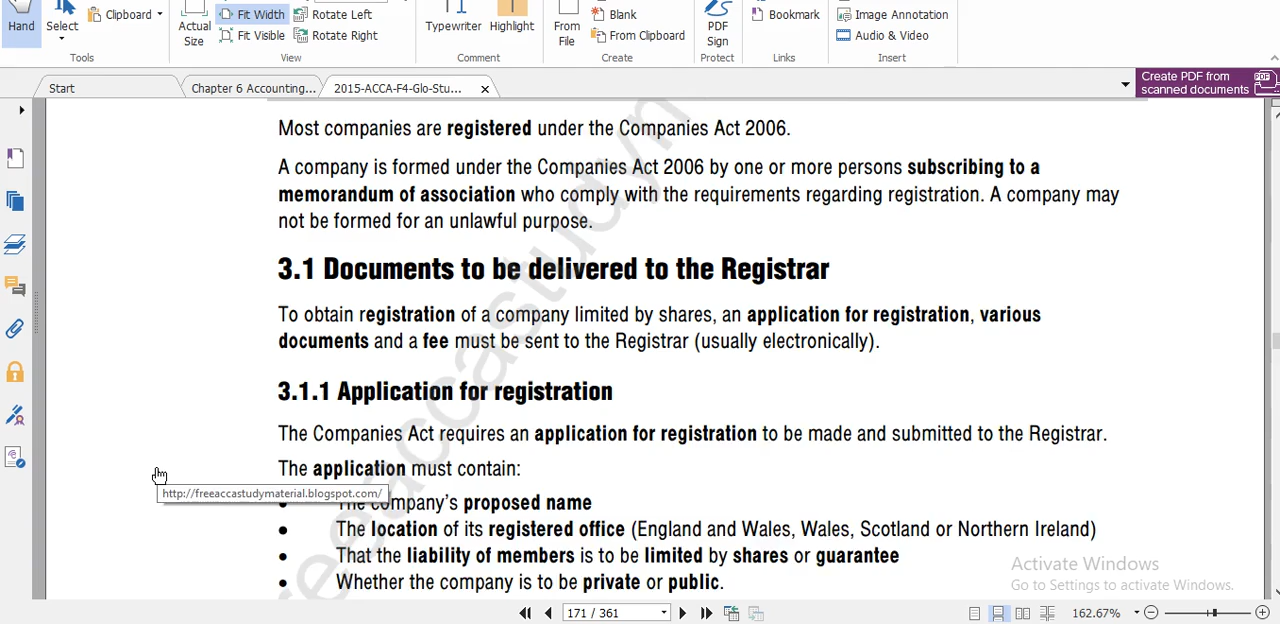 Hand
Select
Clipboard
Actual
Size
Fit Width
Fit Visible
Rotate Left
Rotate Right
Typewriter
Highlight
From
File
Blank
From Clipboard
PDF
Sign
Bookmark
Image Annotation
Audio & Video
Tools
View
Comment
Create
Protect
Links
Insert
Start
Chapter 6 Accounting...
2015-ACCA-F4-Glo-Stu...
Create PDF from
scanned documents
PDF
Most companies are registered under the Companies Act 2006.
A company is formed under the Companies Act 2006 by one or more persons subscribing to a
memorandum of association who comply with the requirements regarding registration. A company may
not be formed for an unlawful purpose.
3.1 Documents to be delivered to the Registrar
To obtain registration of a company limited by shares, an application for registration, various
documents and a fee must be sent to the Registrar (usually electronically).
3.1.1 Application for registration
The Companies Act requires an application for registration to be made and submitted to the Registrar.
The application must contain:
http://freeaccastudymaterial.blogspot.com/
• The company's proposed name
• The location of its registered office (England and Wales, Wales, Scotland or Northern Ireland)
• That the liability of members is to be limited by shares or guarantee
• Whether the company is to be private or public.
freeaccastudym
Activate Windows
Go to Settings to activate Windows.
171 / 361
162.67%